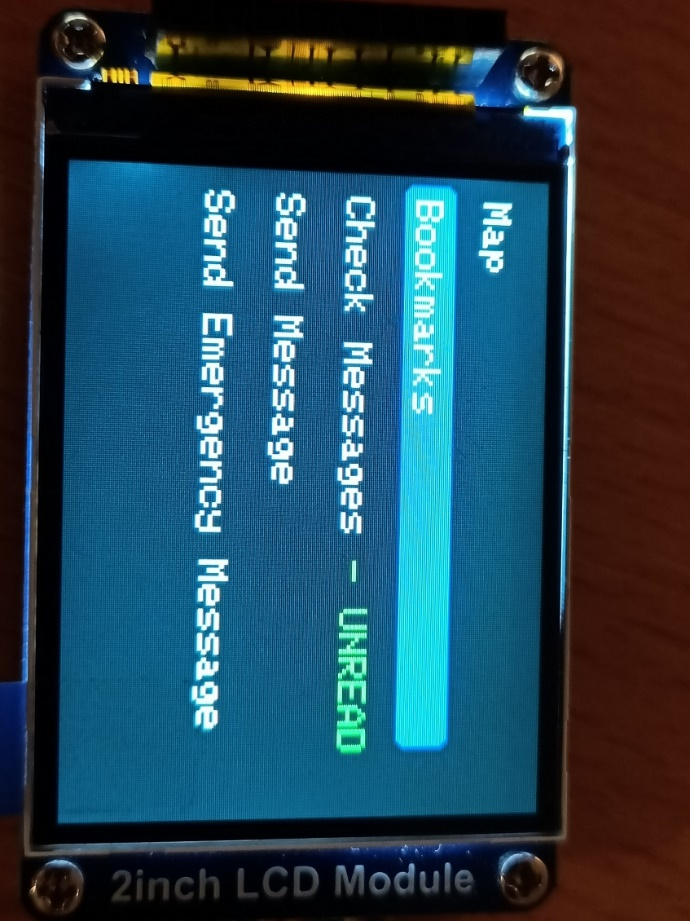 Map
Bookmarks
Check Messages - UNREAD
Send Message
Send Emergency Message
2inch LCD Module